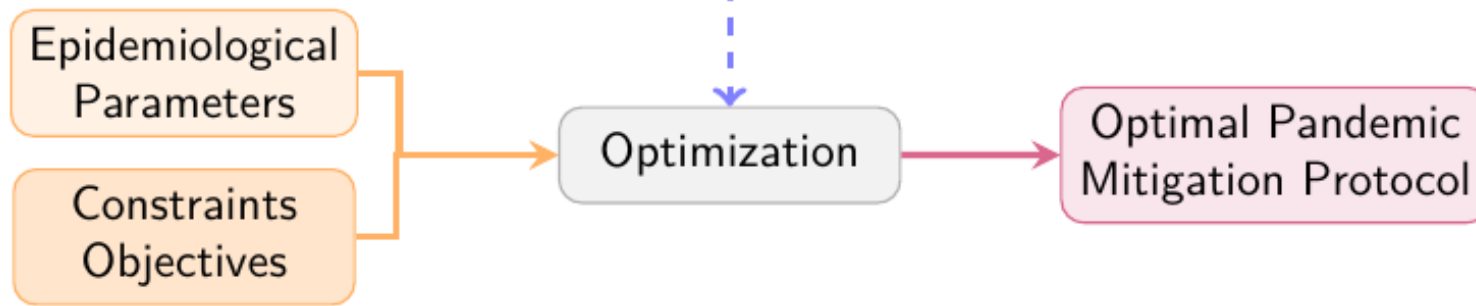 Epidemiological
Parameters
Constraints
Objectives
Optimization
Optimal Pandemic
Mitigation Protocol